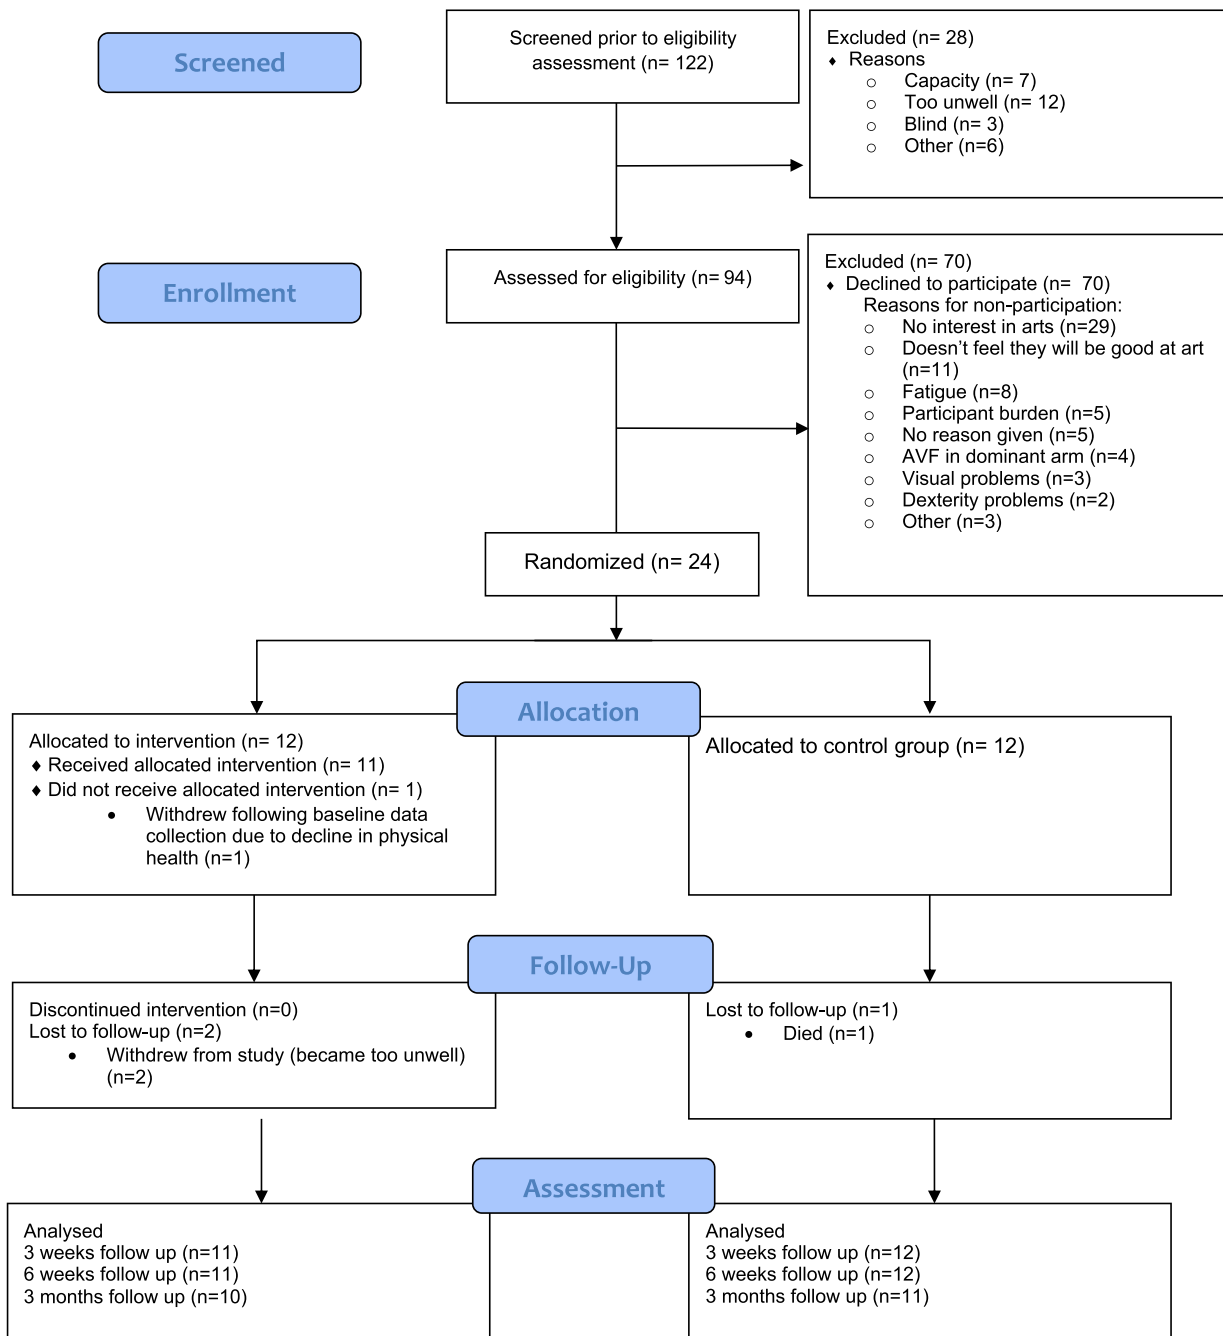 Screened
Screened prior to eligibility
assessment (n= 122)
Excluded (n= 28)
♦ Reasons
○ Capacity (n= 7)
○ Too unwell (n= 12)
○ Blind (n= 3)
○ Other (n=6)
Enrollment
Assessed for eligibility (n= 94)
Excluded (n= 70)
♦ Declined to participate (n= 70)
Reasons for non-participation:
○ No interest in arts (n=29)
○ Doesn't feel they will be good at art
(n=11)
○ Fatigue (n=8)
○ Participant burden (n=5)
○ No reason given (n=5)
○ AVF in dominant arm (n=4)
○ Visual problems (n=3)
○ Dexterity problems (n=2)
○ Other (n=3)
Randomized (n= 24)
Allocation
Allocated to intervention (n= 12)
♦ Received allocated intervention (n= 11)
♦ Did not receive allocated intervention (n= 1)
• Withdrew following baseline data
collection due to decline in physical
health (n=1)
Allocated to control group (n= 12)
Follow-Up
Discontinued intervention (n=0)
Lost to follow-up (n=2)
• Withdrew from study (became too unwell)
(n=2)
Lost to follow-up (n=1)
• Died (n=1)
Assessment
Analysed
3 weeks follow up (n=11)
6 weeks follow up (n=11)
3 months follow up (n=10)
Analysed
3 weeks follow up (n=12)
6 weeks follow up (n=12)
3 months follow up (n=11)